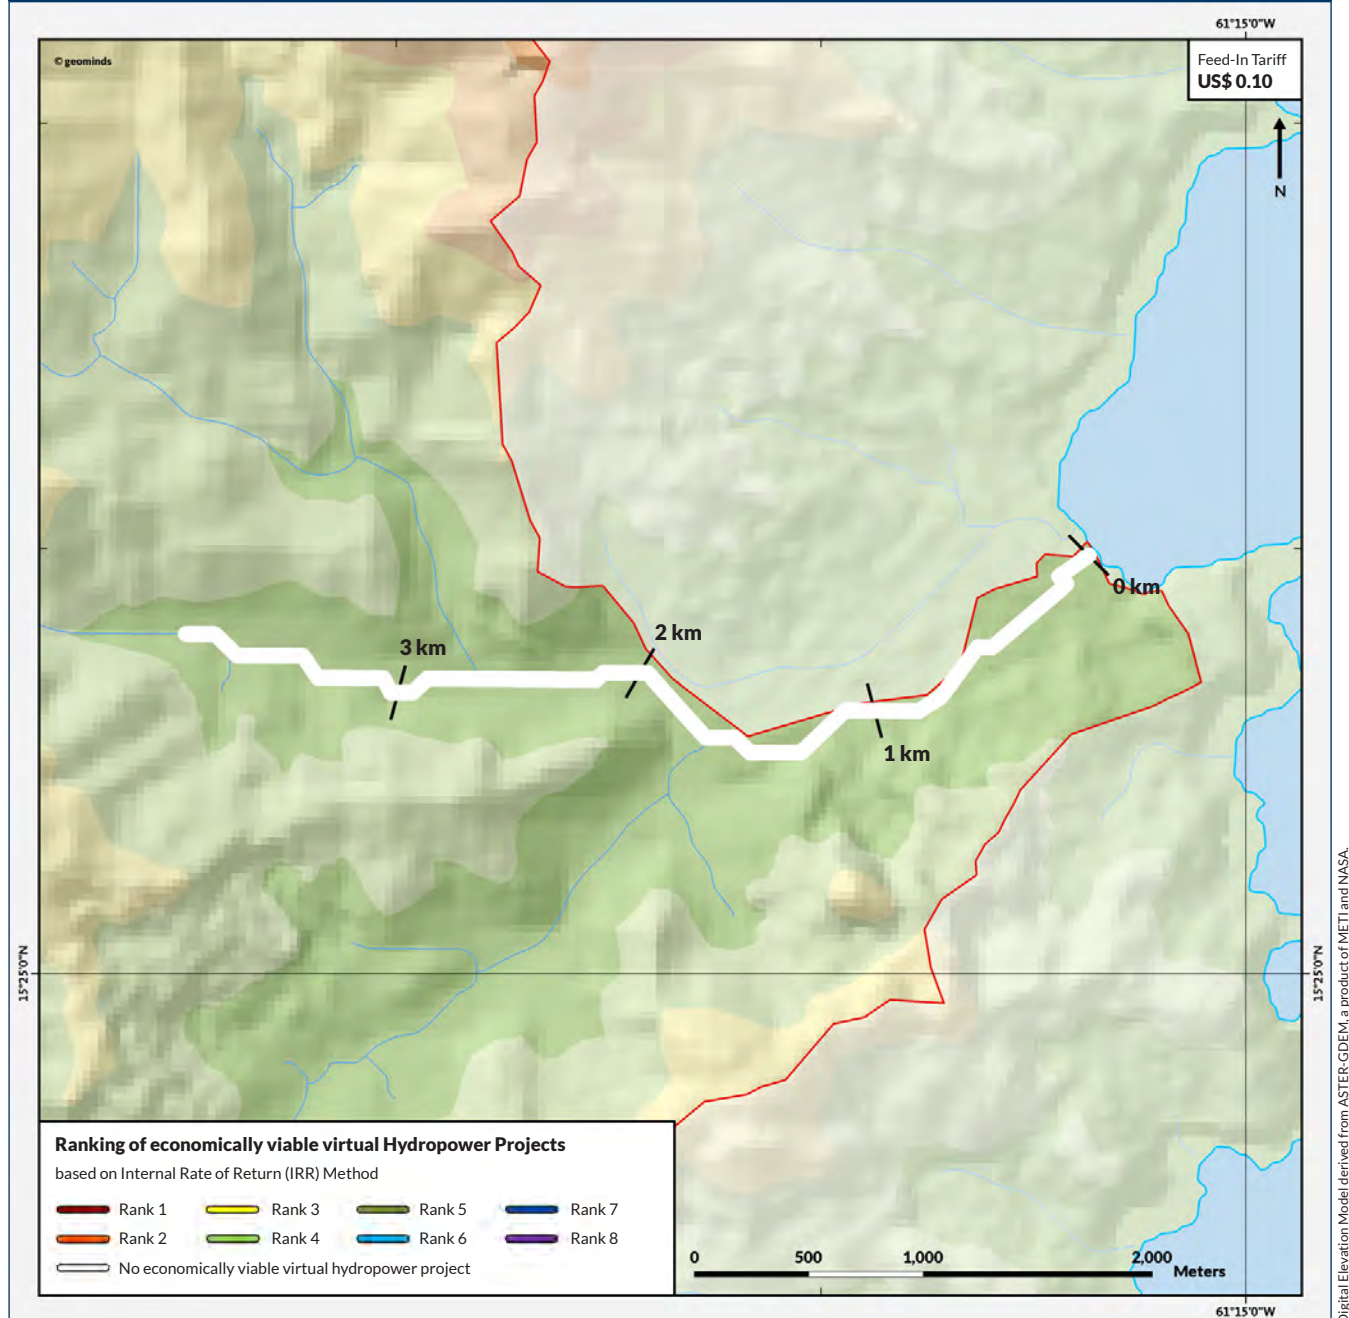 61°15'0"W
© geominds
Feed-In Tariff
US$ 0.10
N
0 km
2 km
3 km
1 km
15°25'0"N
15°25'0"N
Ranking of economically viable virtual Hydropower Projects
based on Internal Rate of Return (IRR) Method
Rank 1
Rank 3
Rank 5
Rank 7
Rank 2
Rank 4
Rank 6
Rank 8
No economically viable virtual hydropower project
0 500 1,000 2,000
Meters
61°15'0"W
Digital Elevation Model derived from ASTER-GDEM, a product of METI and NASA.